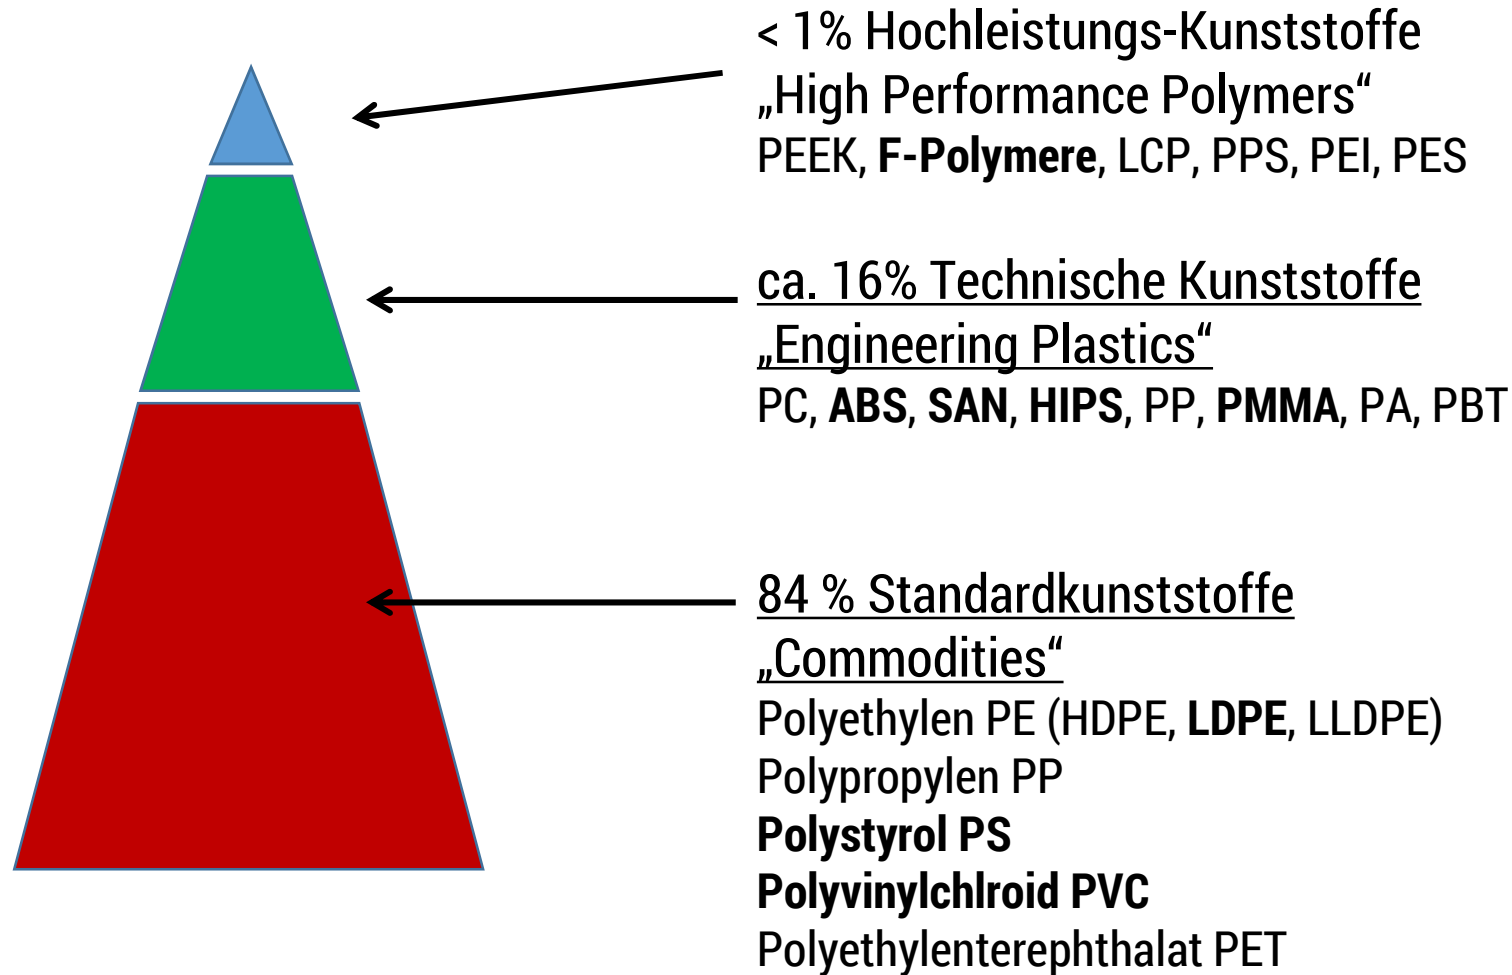 < 1% Hochleistungs-Kunststoffe
„High Performance Polymers“
PEEK, F-Polymere, LCP, PPS, PEI, PES
ca. 16% Technische Kunststoffe
„Engineering Plastics“
PC, ABS, SAN, HIPS, PP, PMMA, PA, PBT
84 % Standardkunststoffe
„Commodities“
Polyethylen PE (HDPE, LDPE, LLDPE)
Polypropylen PP
Polystyrol PS
Polyvinylchlroid PVC
Polyethylenterephthalat PET